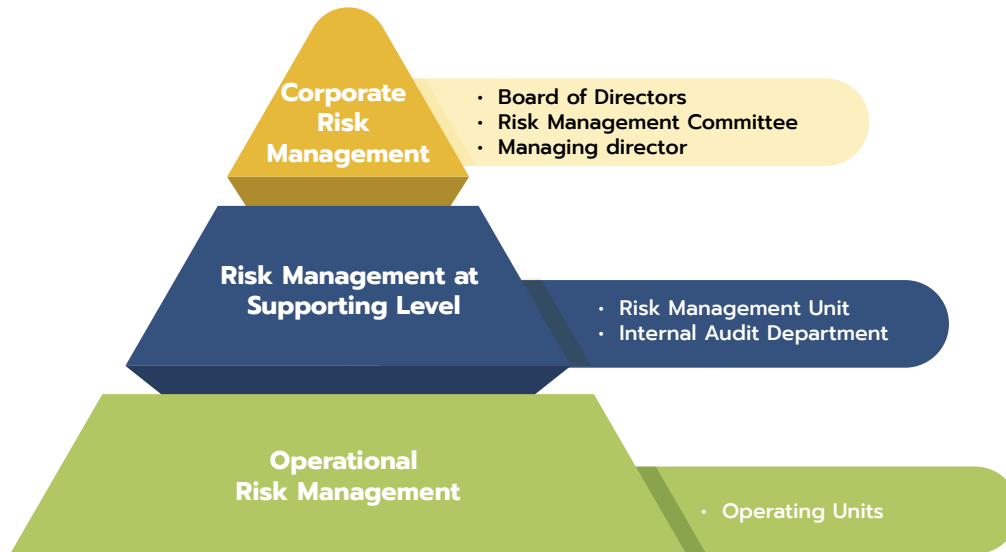 Corporate
Risk
Management
• Board of Directors
• Risk Management Committee
• Managing director
Risk Management at
Supporting Level
• Risk Management Unit
• Internal Audit Department
Operational
Risk Management
• Operating Units